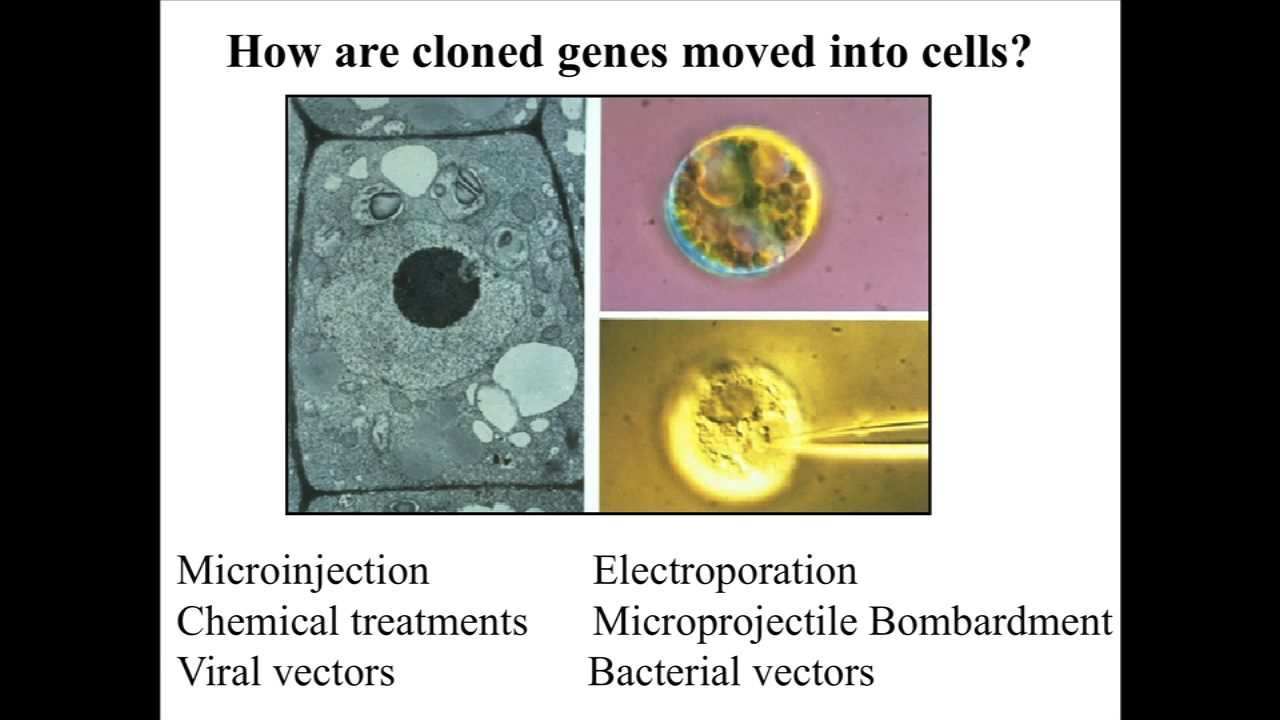 How are cloned genes moved into cells?
Microinjection Electroporation
Chemical treatments Microprojectile Bombardment
Viral vectors Bacterial vectors